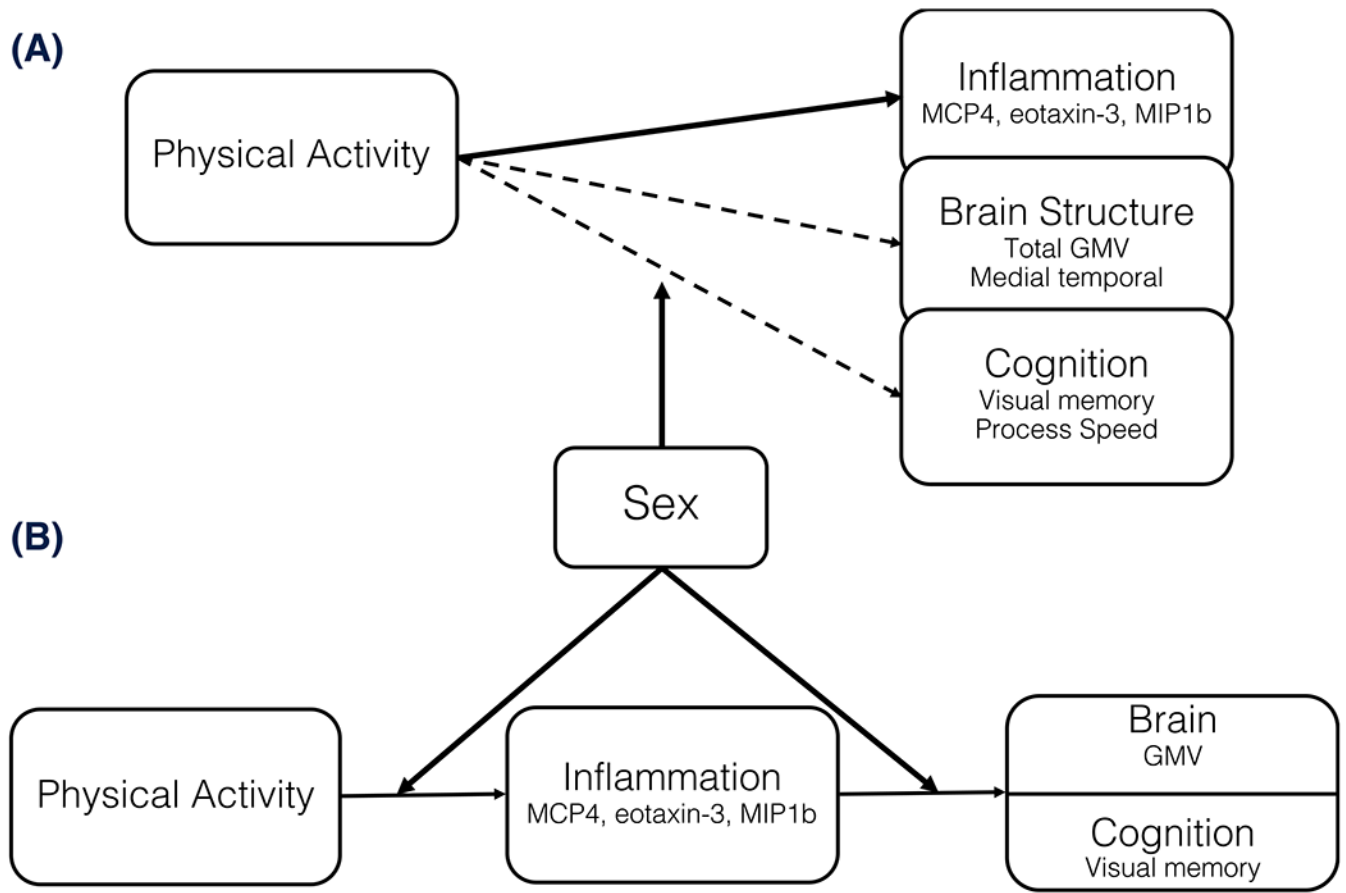 (A)
Physical Activity
Inflammation
MCP4, eotaxin-3, MIP1b
Brain Structure
Total GMV
Medial temporal
Cognition
Visual memory
Process Speed
Sex
(B)
Physical Activity
Inflammation
MCP4, eotaxin-3, MIP1b
Brain
GMV
Cognition
Visual memory